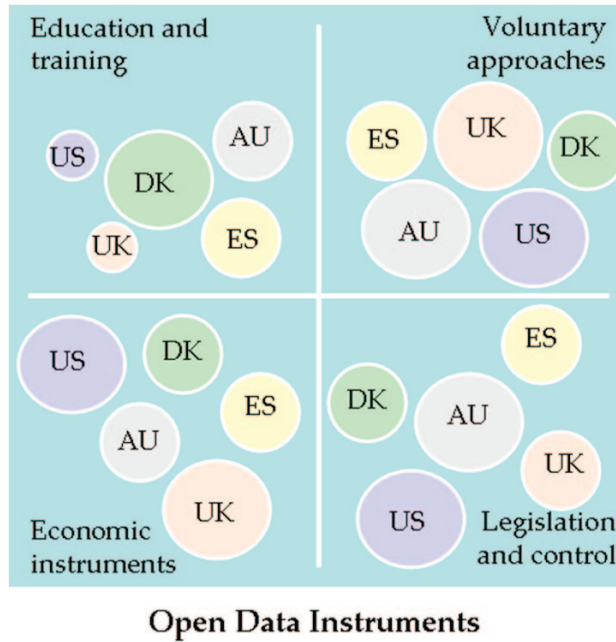 Education and
training
Voluntary
approaches
US
DK
AU
UK
ES
ES
UK
DK
AU
US
US
DK
AU
ES
UK
ES
DK
AU
UK
US
Economic
instruments
Legislation
and control
Open Data Instruments